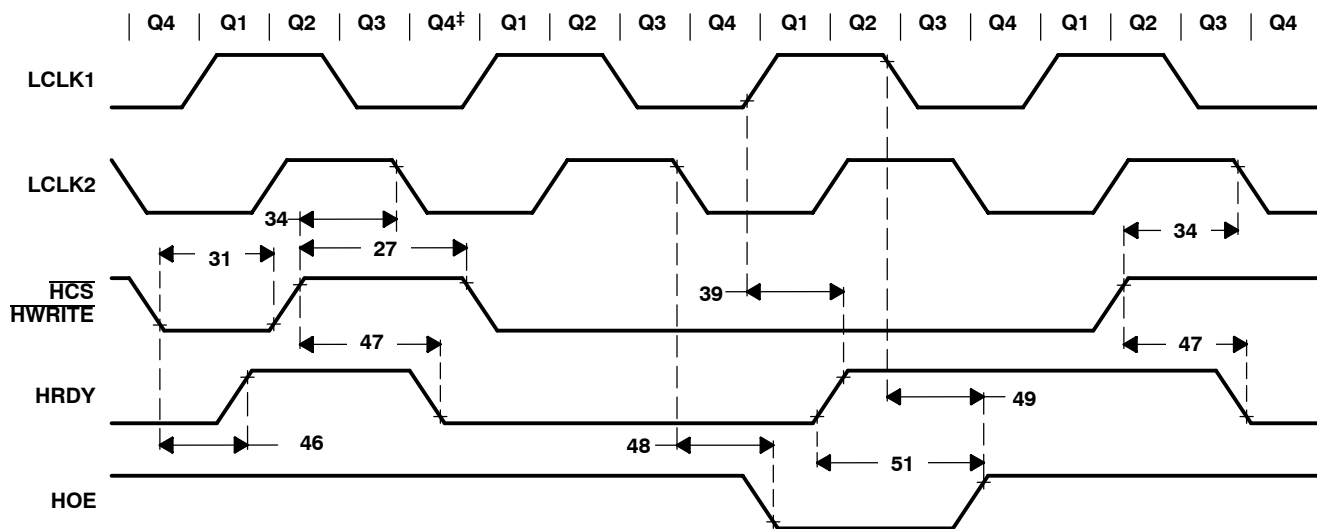 Q4 Q1 Q2 Q3 Q4‡ Q1 Q2 Q3 Q4 Q1 Q2 Q3 Q4 Q1 Q2 Q3 Q4
LCLK1
LCLK2
34
34
31
27
HCS
39
HWRITE
47
47
HRDY
49
46
48
51
HOE